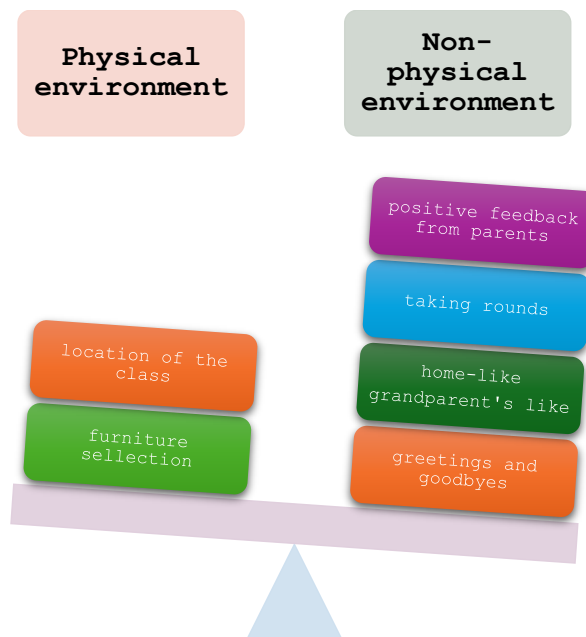 Physical
environment
Non-
physical
environment
positive feedback
from parents
taking rounds
location of the
class
home-like
grandparent's like
furniture
sellection
greetings and
goodbyes